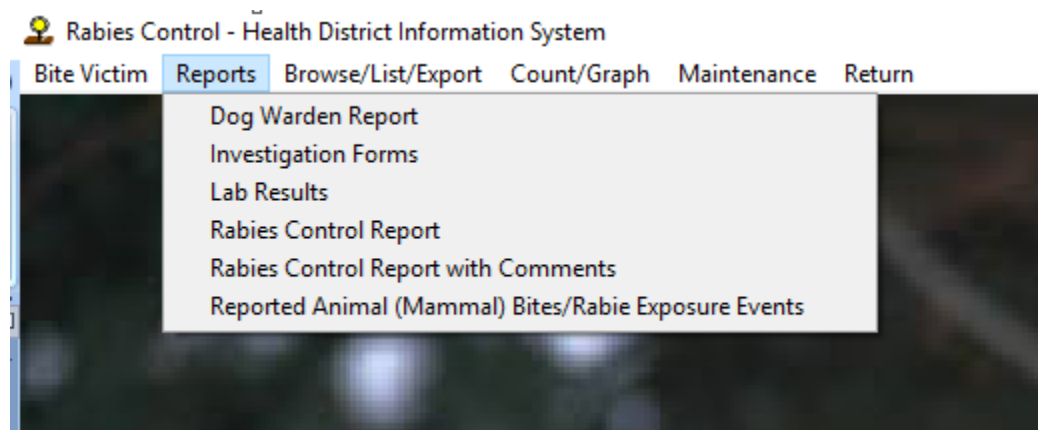 Rabies Control - Health District Information System
Bite Victim Reports Browse/List/Export Count/Graph Maintenance Return
Dog Warden Report
Investigation Forms
Lab Results
Rabies Control Report
Rabies Control Report with Comments
Reported Animal (Mammal) Bites/Rabie Exposure Events